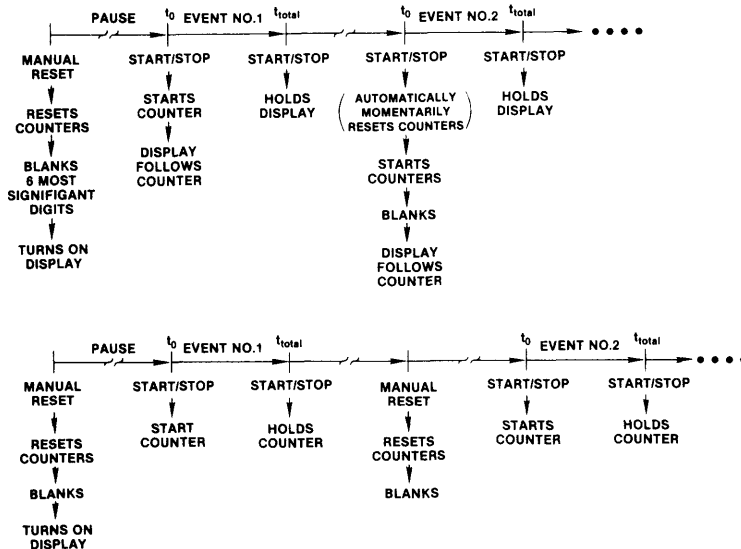 PAUSE t0 EVENT NO.1 ttotal t0 EVENT NO.2 ttotal
MANUAL RESET
RESETS COUNTERS
BLANKS 6 MOST SIGNIFIGANT DIGITS
TURNS ON DISPLAY
START/STOP
STARTS COUNTER
DISPLAY FOLLOWS COUNTER
START/STOP
HOLDS DISPLAY
START/STOP
(AUTOMATICALLY MOMENTARILY RESETS COUNTERS)
STARTS COUNTERS
BLANKS
DISPLAY FOLLOWS COUNTER
START/STOP
HOLDS DISPLAY
PAUSE t0 EVENT NO.1 ttotal t0 EVENT NO.2 ttotal
MANUAL RESET
RESETS COUNTERS
BLANKS
TURNS ON DISPLAY
START/STOP
START COUNTER
START/STOP
HOLDS COUNTER
MANUAL RESET
RESETS COUNTERS
BLANKS
START/STOP
STARTS COUNTER
START/STOP
HOLDS COUNTER